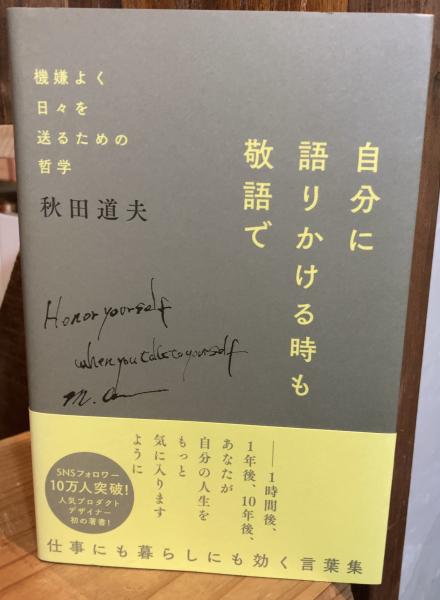 自分に
語りかける時も
敬語で
機嫌よく
日々を
送るための
哲学
秋田道夫
Honor yourself
when you talk to yourself
――1時間後、
1年後、10年後、
あなたが
自分の人生を
もっと
気に入ります
ように
SNSフォロワー
10万人突破!
人気プロダクト
デザイナー
初の著書!
仕事にも暮らしにも効く言葉集